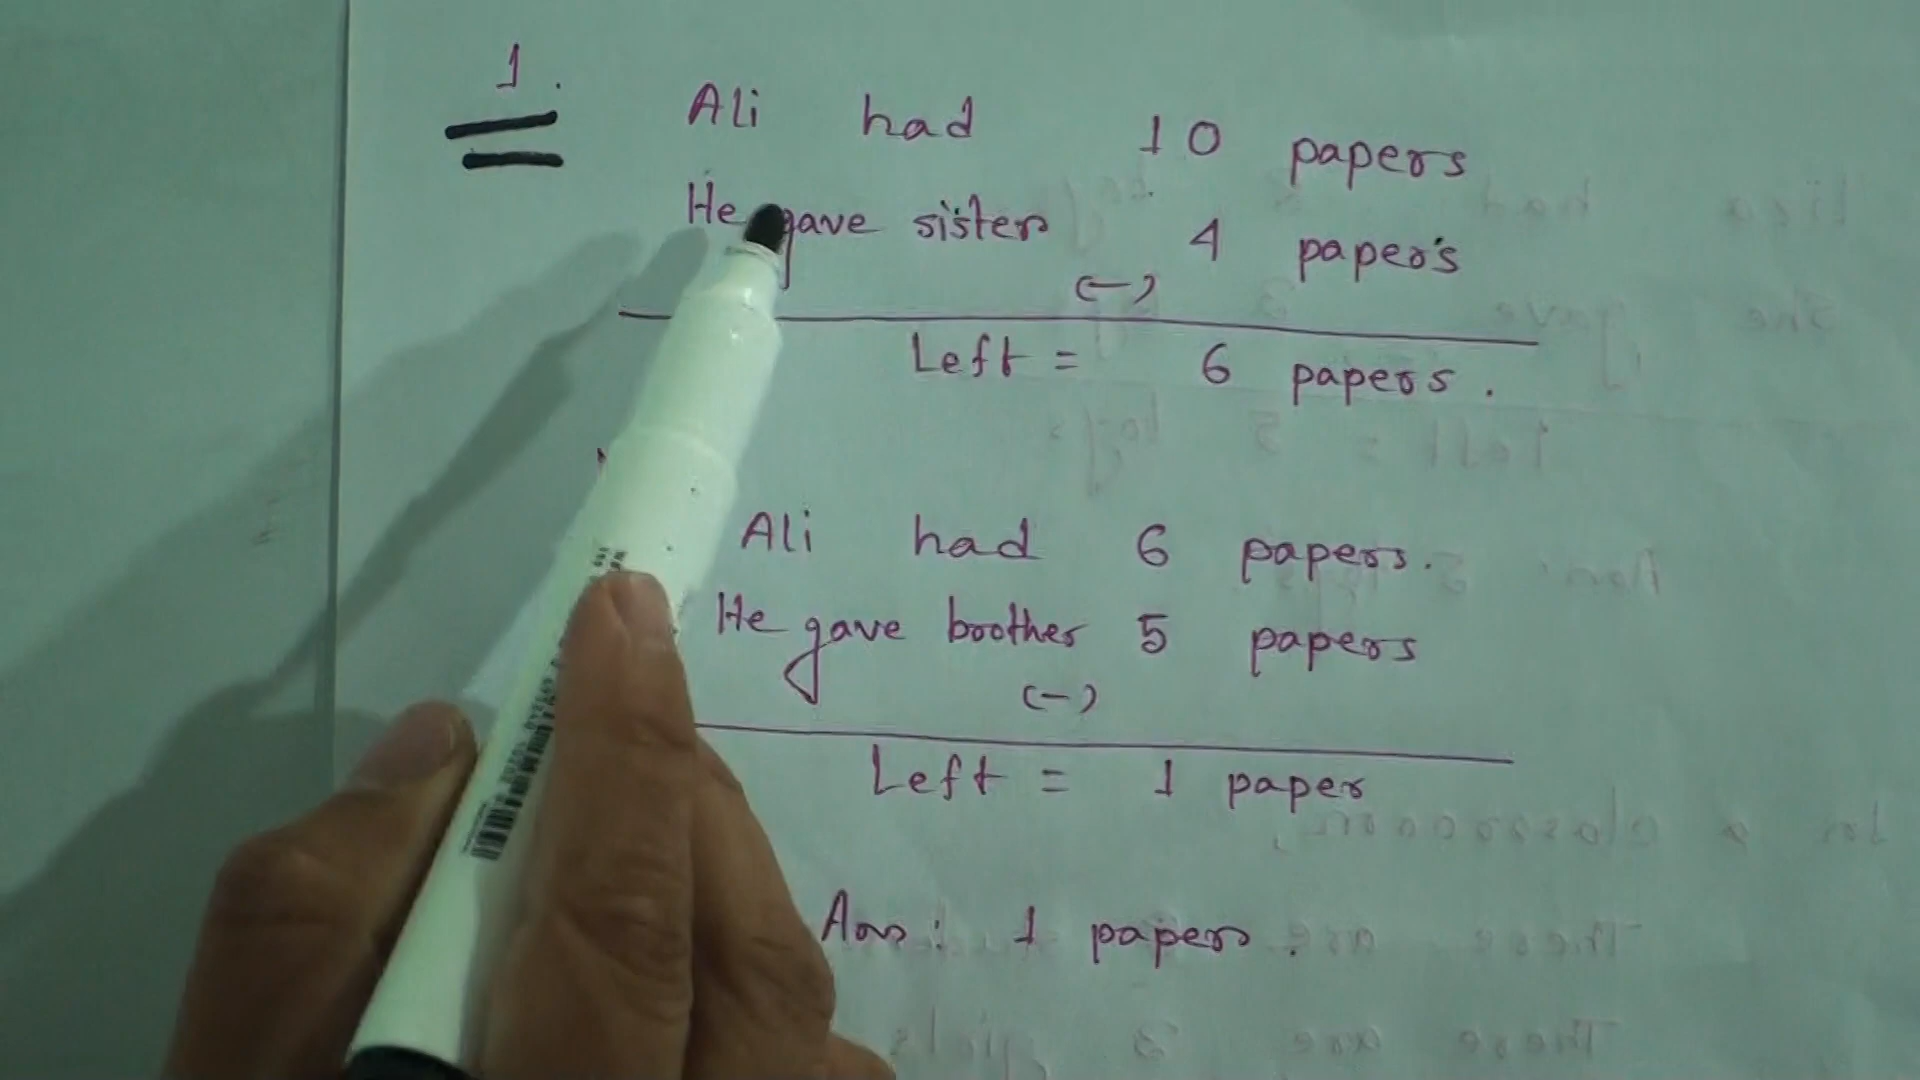 1.
Ali had 10 papers
He gave sister 4 papers
(-)
Left = 6 papers.
Ali had 6 papers.
He gave brother 5 papers
(-)
Left = 1 paper
Ans: 1 papers.